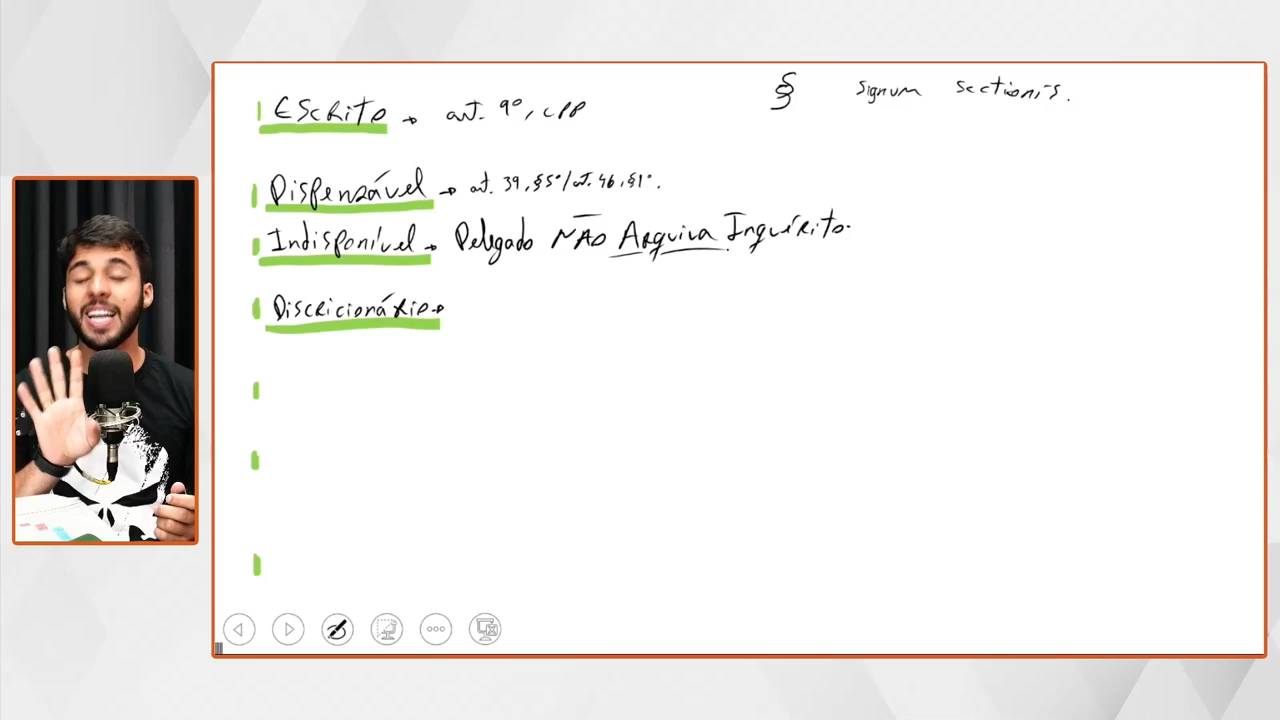 § signum sectionis.
Escrito → art. 9º, CPP
Dispensável → art. 39, §5º/art. 46, §1º.
Indisponível → Delegado NÃO Arquiva Inquérito.
Discricionário→